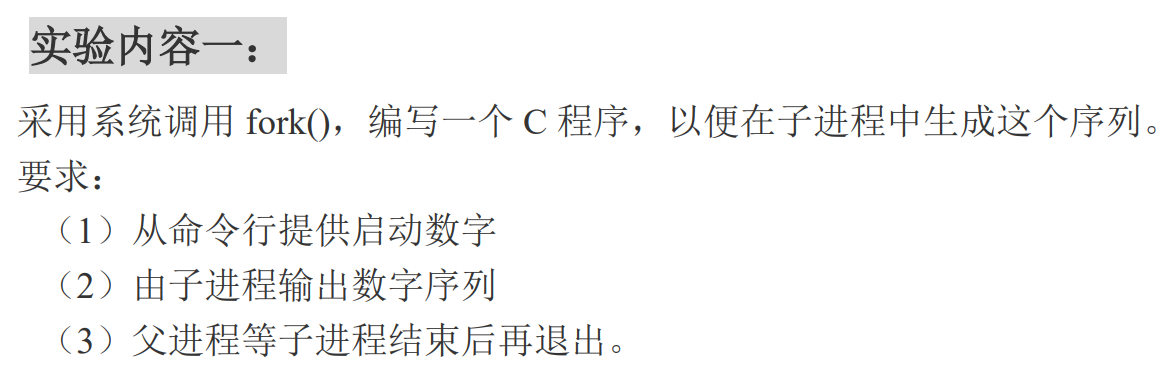 实验内容一：
采用系统调用 fork()，编写一个 C 程序，以便在子进程中生成这个序列。
要求：
（1）从命令行提供启动数字
（2）由子进程输出数字序列
（3）父进程等子进程结束后再退出。